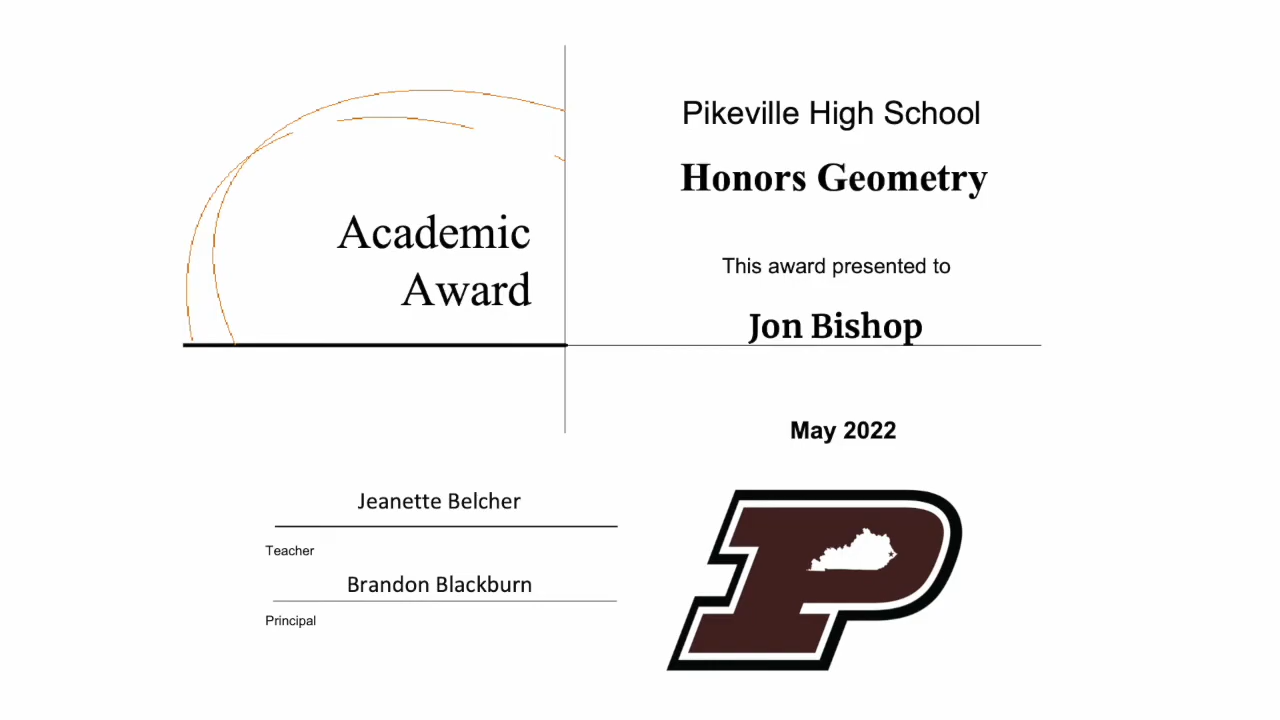 Academic
Award
Pikeville High School
Honors Geometry
This award presented to
Jon Bishop
May 2022
Jeanette Belcher
Teacher
Brandon Blackburn
Principal
P